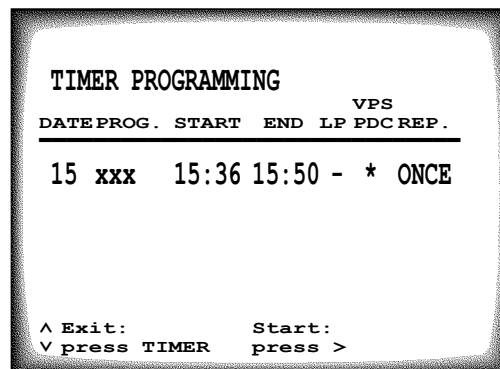 TIMER PROGRAMMING
VPS
DATE PROG. START END LP PDC REP.
15 xxx 15:36 15:50 - * ONCE
^ Exit: Start:
v press TIMER press >